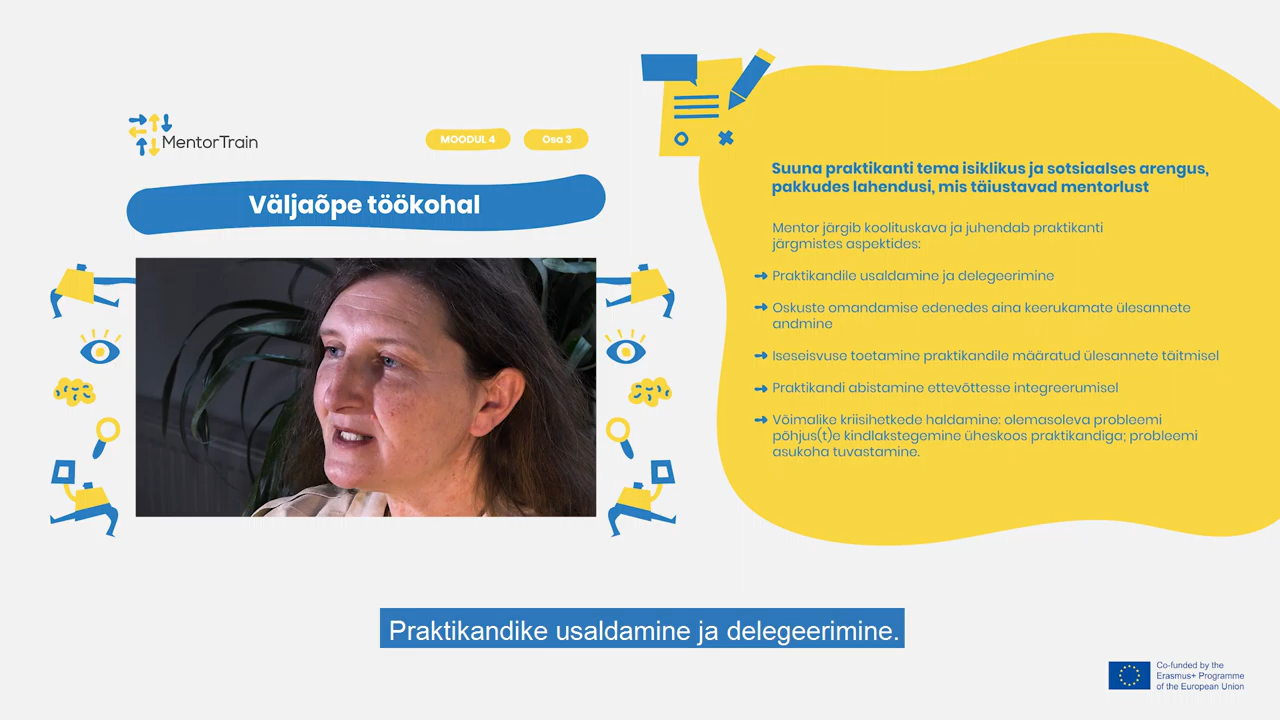 MentorTrain
MOODUL 4
Osa 3
Väljaõpe töökohal
Suuna praktikanti tema isiklikus ja sotsiaalses arengus,
pakkudes lahendusi, mis täiustavad mentorlust
Mentor järgib koolituskava ja juhendab praktikanti
järgmistes aspektides:
Praktikandile usaldamine ja delegeerimine
Oskuste omandamise edenedes aina keerukamate ülesannete
andmine
Iseseisvuse toetamine praktikandile määratud ülesannete täitmisel
Praktikandi abistamine ettevõttesse integreerumisel
Võimalike kriisihetkede haldamine: olemasoleva probleemi
põhjus(t)e kindlakstegemine üheskoos praktikandiga; probleemi
asukoha tuvastamine.
Praktikandike usaldamine ja delegeerimine.
Co-funded by the
Erasmus+ Programme
of the European Union